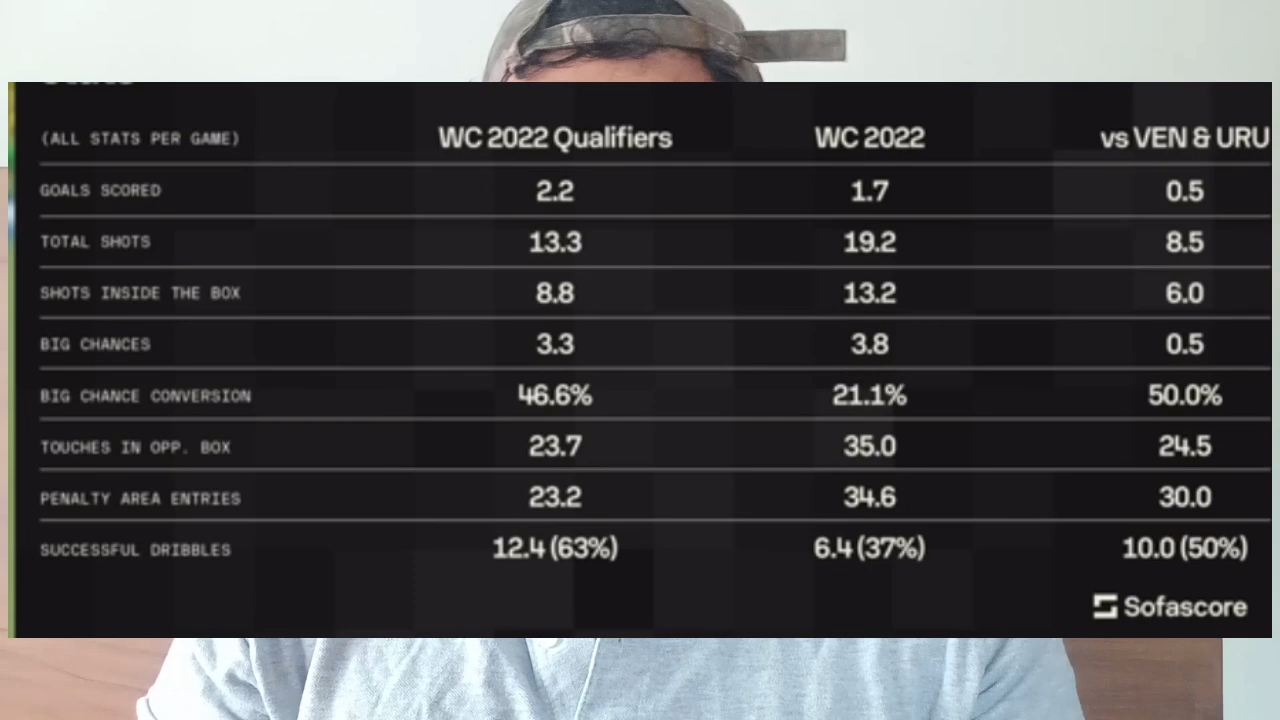 (ALL STATS PER GAME) WC 2022 Qualifiers WC 2022 vs VEN & URU
GOALS SCORED 2.2 1.7 0.5
TOTAL SHOTS 13.3 19.2 8.5
SHOTS INSIDE THE BOX 8.8 13.2 6.0
BIG CHANCES 3.3 3.8 0.5
BIG CHANCE CONVERSION 46.6% 21.1% 50.0%
TOUCHES IN OPP. BOX 23.7 35.0 24.5
PENALTY AREA ENTRIES 23.2 34.6 30.0
SUCCESSFUL DRIBBLES 12.4 (63%) 6.4 (37%) 10.0 (50%)
Sofascore